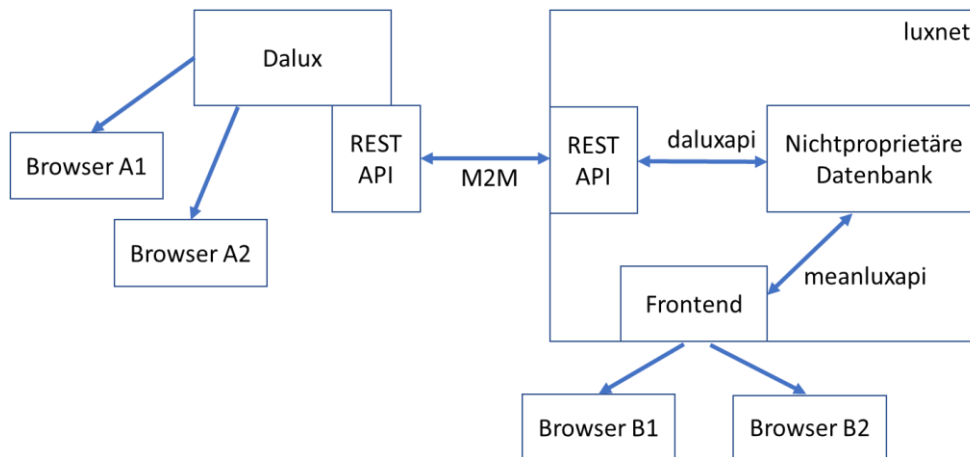 luxnet
Dalux
REST
API
M2M
REST
API
daluxapi
Nichtproprietäre
Datenbank
Browser A1
Browser A2
meanluxapi
Frontend
Browser B1
Browser B2